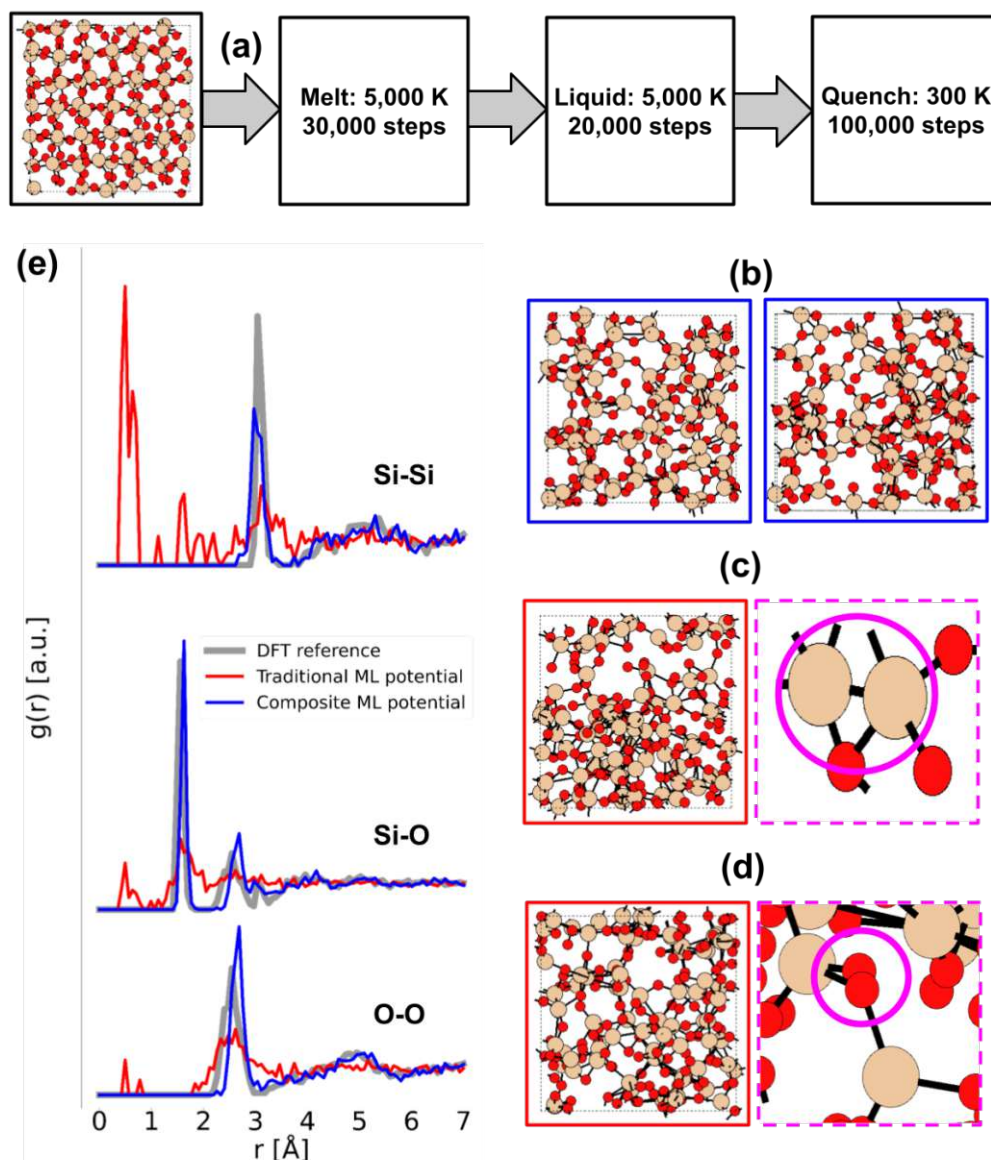 (a)
Melt: 5,000 K
30,000 steps
Liquid: 5,000 K
20,000 steps
Quench: 300 K
100,000 steps
(e)
Si-Si
Si-O
O-O
DFT reference
Traditional ML potential
Composite ML potential
g(r) [a.u.]
0 1 2 3 4 5 6 7
r [Å]
(b)
(c)
(d)